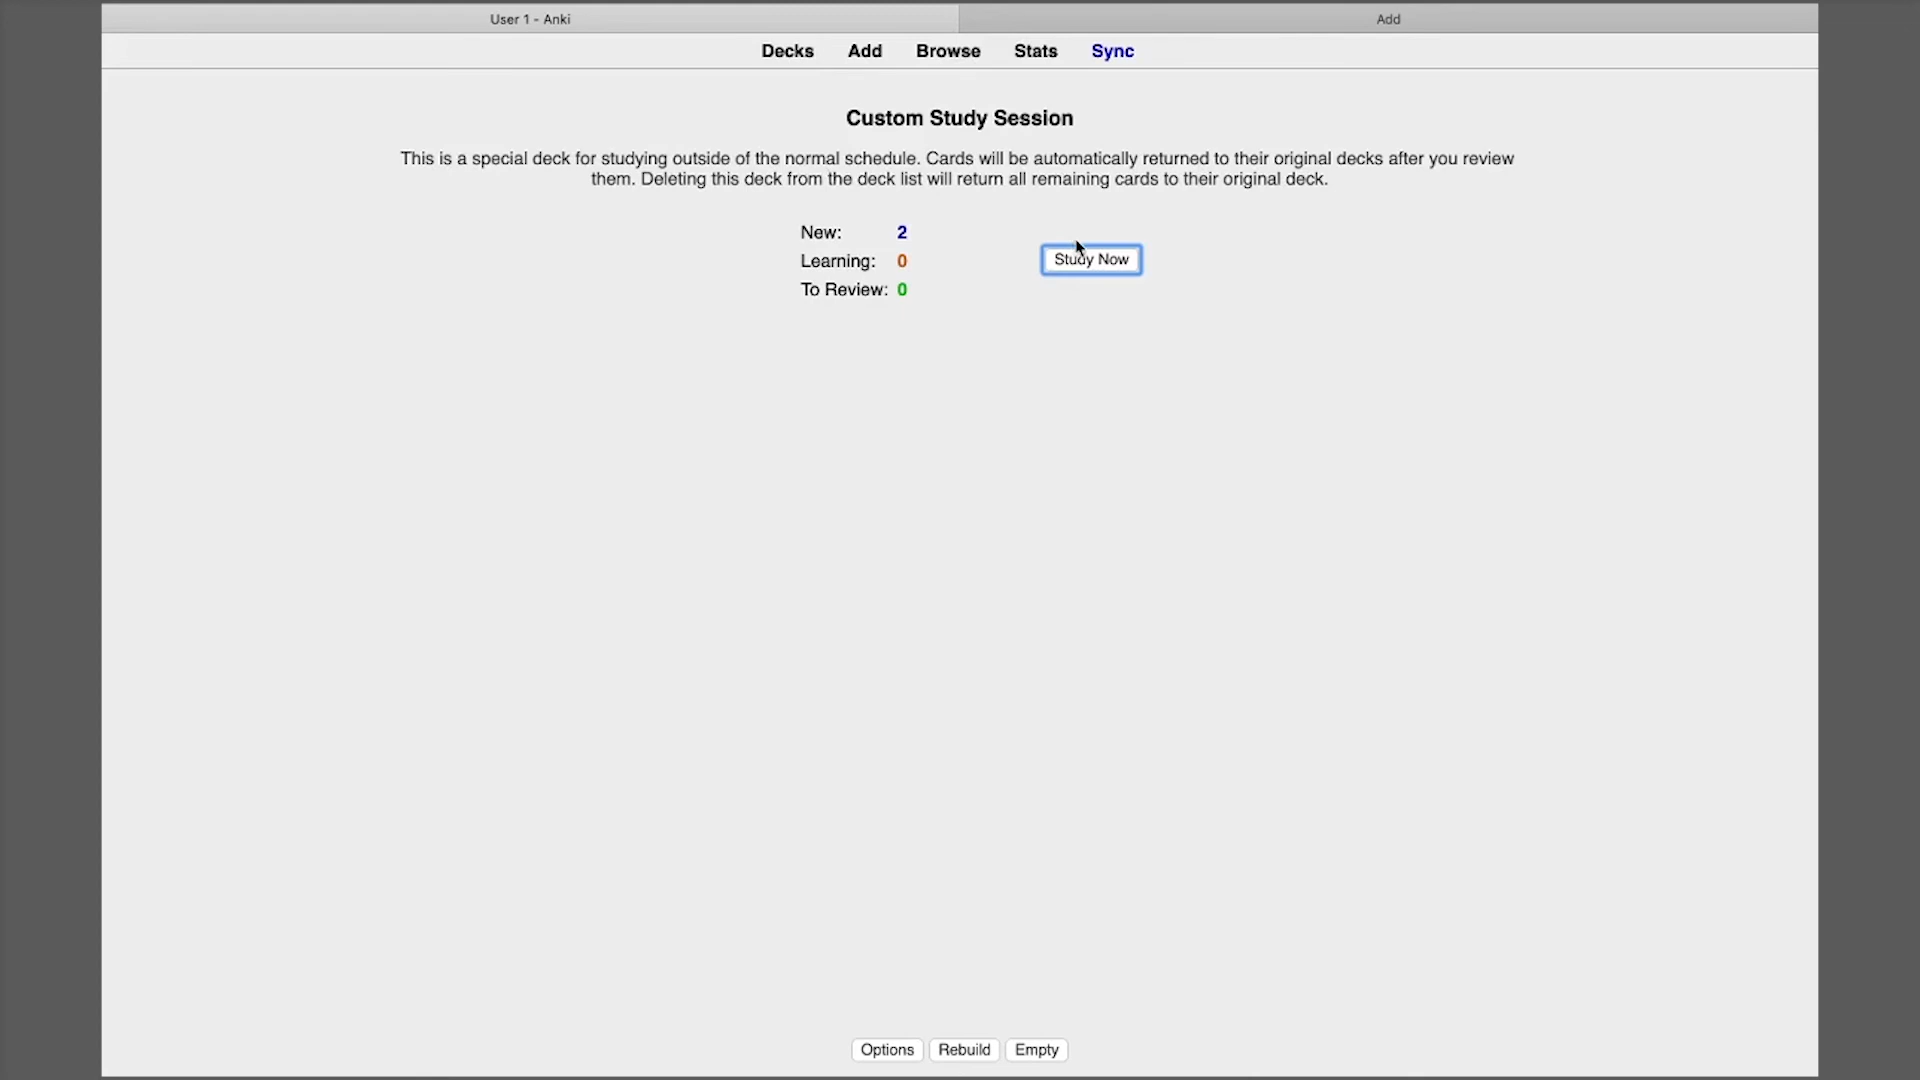 User 1 - Anki
Add
Decks Add Browse Stats Sync
Custom Study Session
This is a special deck for studying outside of the normal schedule. Cards will be automatically returned to their original decks after you review
them. Deleting this deck from the deck list will return all remaining cards to their original deck.
New: 2
Learning: 0
To Review: 0
Study Now
Options Rebuild Empty